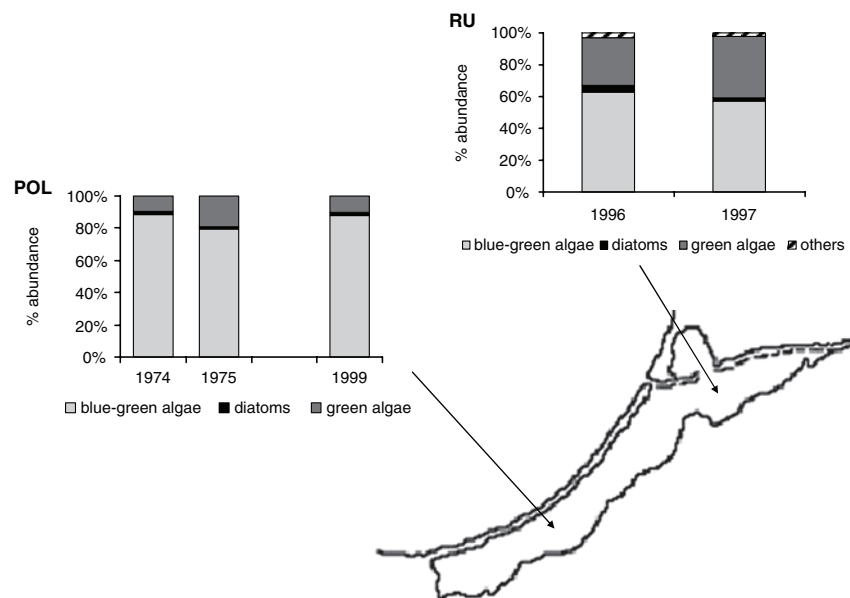 RU
% abundance
100%
80%
60%
40%
20%
0%
1996 1997
blue-green algae diatoms green algae others
POL
% abundance
100%
80%
60%
40%
20%
0%
1974 1975 1999
blue-green algae diatoms green algae